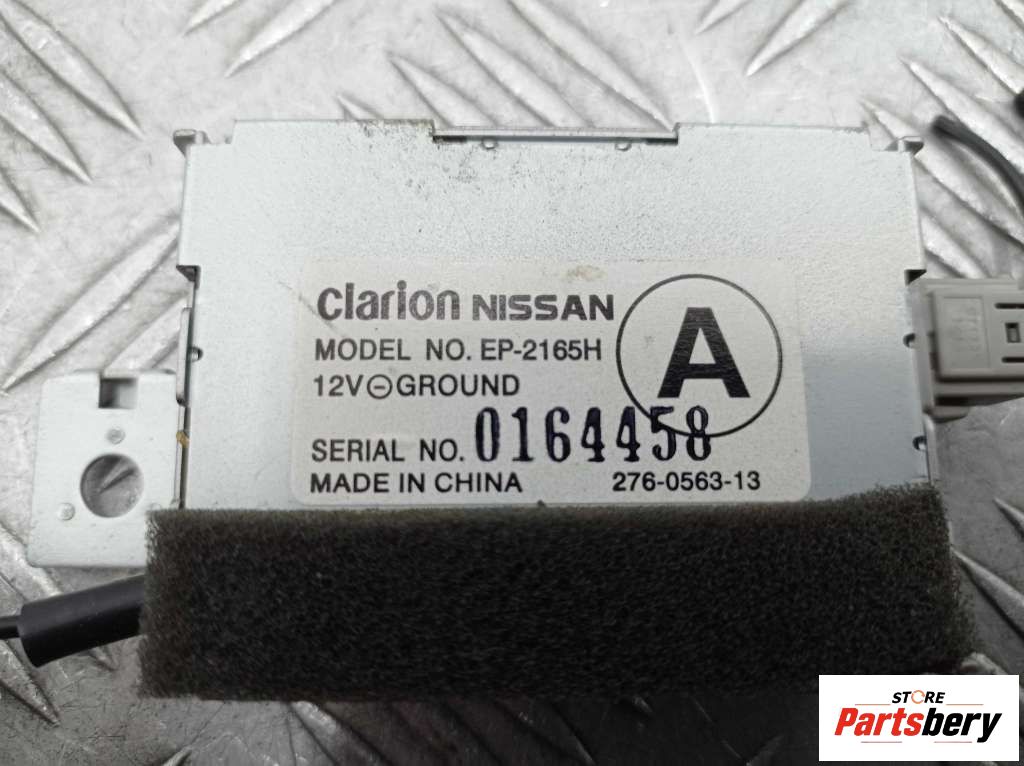 clarion NISSAN
MODEL NO. EP-2165H
12V⊖GROUND
A
SERIAL NO. 0164458
MADE IN CHINA 276-0563-13
STORE
Partsbery